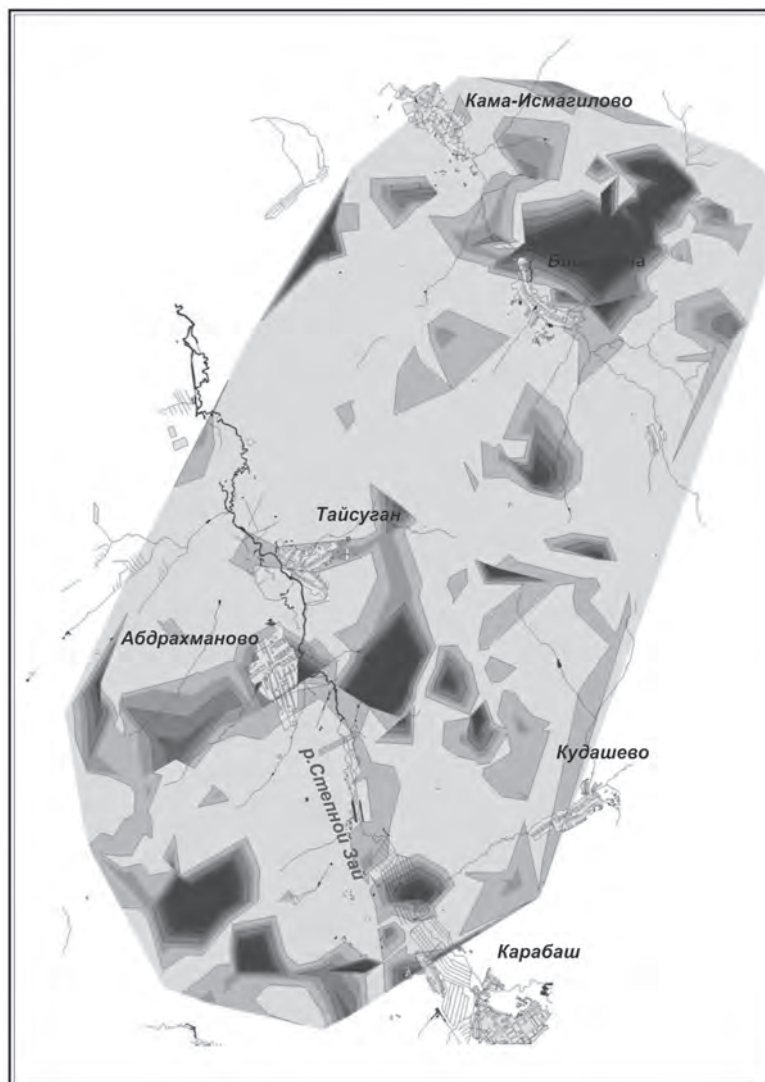 Кама-Исмагилово
Тайсуган
Абдрахманово
Кудашево
р.Степной Зай
Карабаш